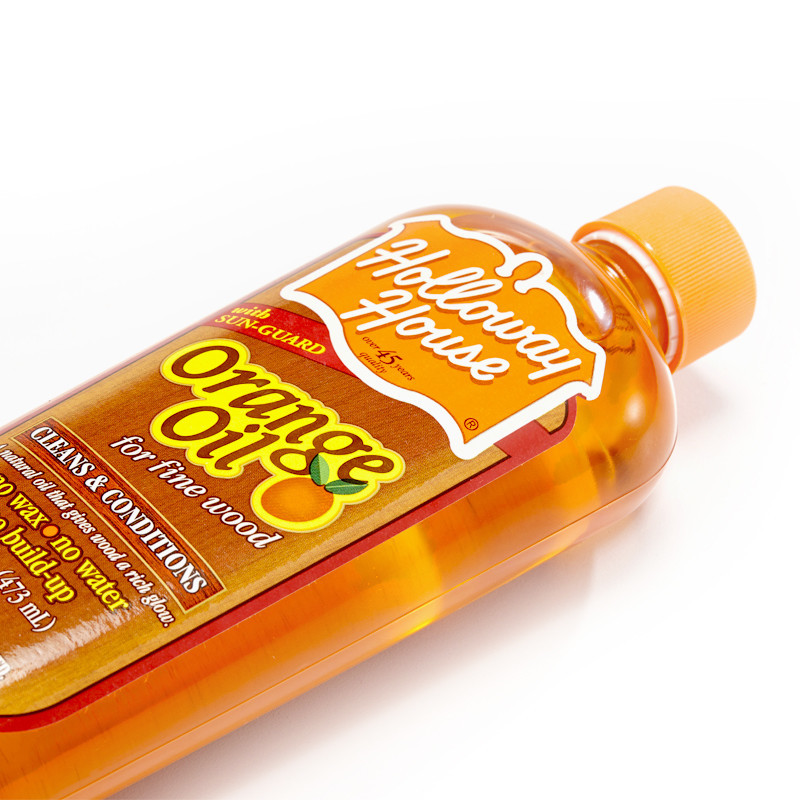 Holloway
House
over 45 years
quality
®
with
SUN-GUARD
Orange
Oil
for fine wood
CLEANS & CONDITIONS
natural oil that gives wood a rich glow.
no wax • no water
build-up
(473 mL)